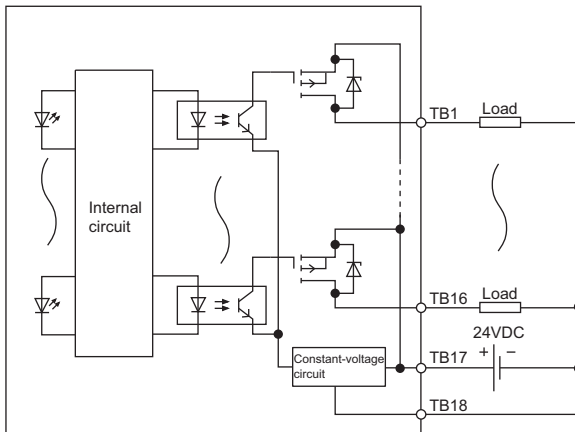 TB1
Load
Internal
circuit
TB16
Load
24VDC
+ −
Constant-voltage
circuit
TB17
TB18